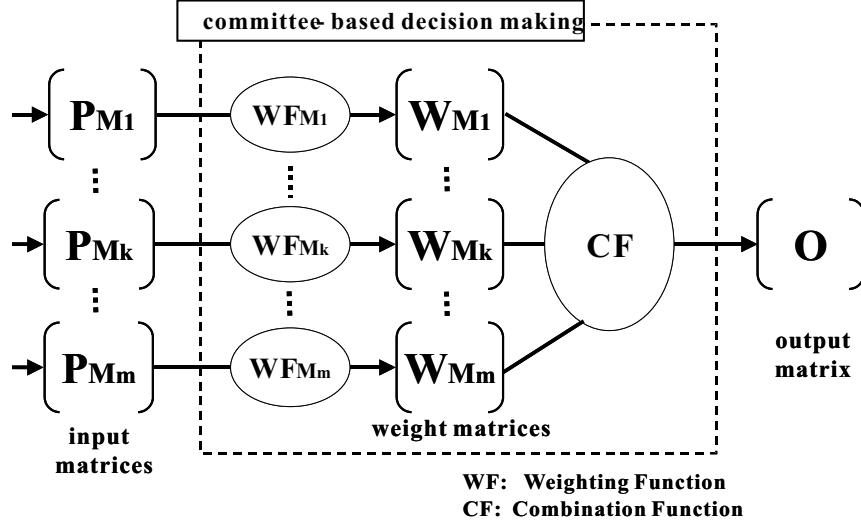 committee- based decision making
PM1 WFM1 WM1
PMk WFMk WMk CF O
PMm WFMm WMm
output
matrix
input
matrices
weight matrices
WF: Weighting Function
CF: Combination Function